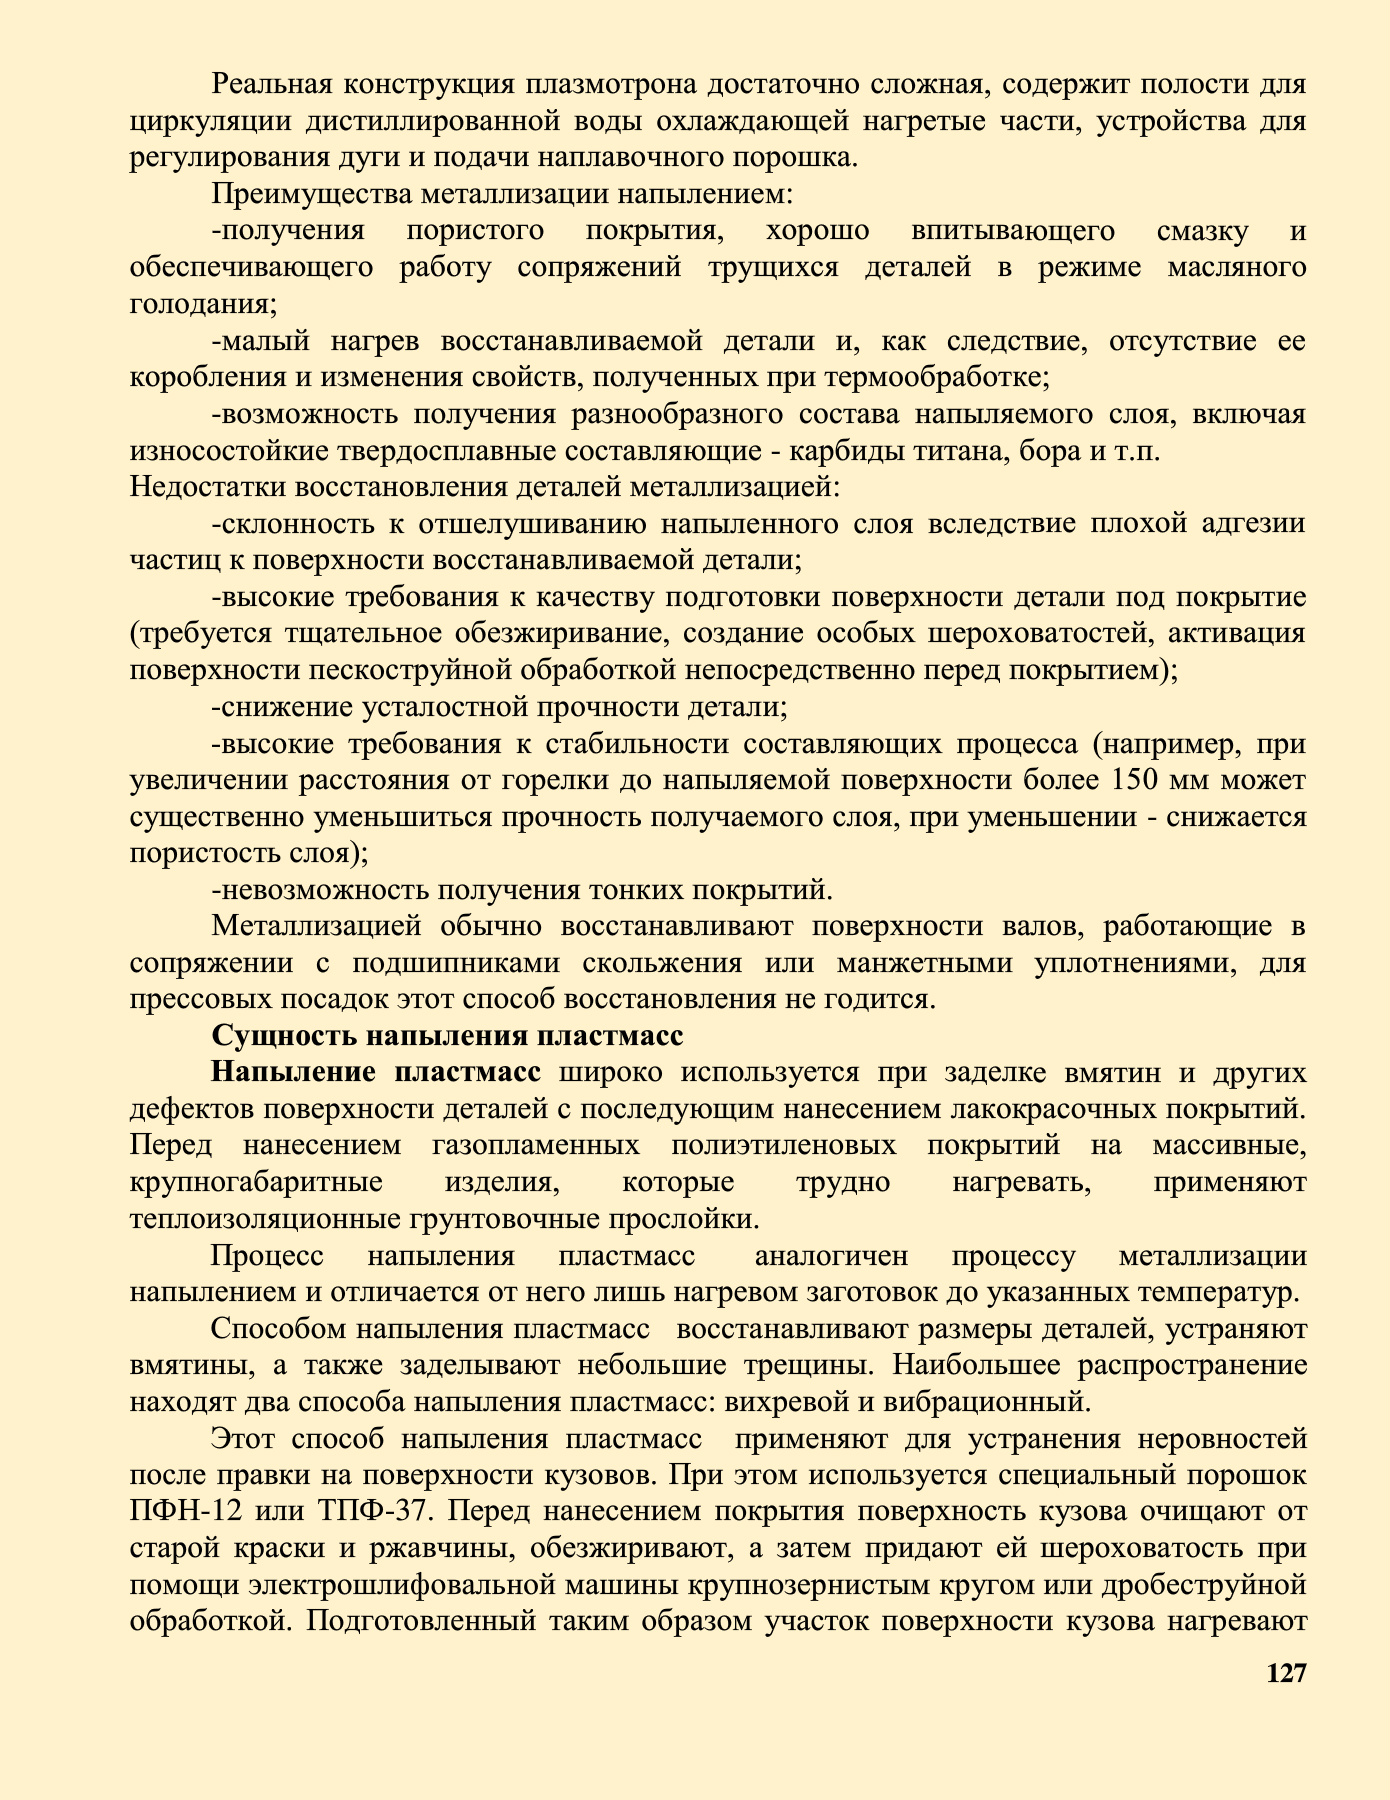 Реальная конструкция плазмотрона достаточно сложная, содержит полости для
циркуляции дистиллированной воды охлаждающей нагретые части, устройства для
регулирования дуги и подачи наплавочного порошка.
Преимущества металлизации напылением:
-получения пористого покрытия, хорошо впитывающего смазку и
обеспечивающего работу сопряжений трущихся деталей в режиме масляного
голодания;
-малый нагрев восстанавливаемой детали и, как следствие, отсутствие ее
коробления и изменения свойств, полученных при термообработке;
-возможность получения разнообразного состава напыляемого слоя, включая
износостойкие твердосплавные составляющие - карбиды титана, бора и т.п.
Недостатки восстановления деталей металлизацией:
-склонность к отшелушиванию напыленного слоя вследствие плохой адгезии
частиц к поверхности восстанавливаемой детали;
-высокие требования к качеству подготовки поверхности детали под покрытие
(требуется тщательное обезжиривание, создание особых шероховатостей, активация
поверхности пескоструйной обработкой непосредственно перед покрытием);
-снижение усталостной прочности детали;
-высокие требования к стабильности составляющих процесса (например, при
увеличении расстояния от горелки до напыляемой поверхности более 150 мм может
существенно уменьшиться прочность получаемого слоя, при уменьшении - снижается
пористость слоя);
-невозможность получения тонких покрытий.
Металлизацией обычно восстанавливают поверхности валов, работающие в
сопряжении с подшипниками скольжения или манжетными уплотнениями, для
прессовых посадок этот способ восстановления не годится.
Сущность напыления пластмасс
Напыление пластмасс широко используется при заделке вмятин и других
дефектов поверхности деталей с последующим нанесением лакокрасочных покрытий.
Перед нанесением газопламенных полиэтиленовых покрытий на массивные,
крупногабаритные изделия, которые трудно нагревать, применяют
теплоизоляционные грунтовочные прослойки.
Процесс напыления пластмасс аналогичен процессу металлизации
напылением и отличается от него лишь нагревом заготовок до указанных температур.
Способом напыления пластмасс восстанавливают размеры деталей, устраняют
вмятины, а также заделывают небольшие трещины. Наибольшее распространение
находят два способа напыления пластмасс: вихревой и вибрационный.
Этот способ напыления пластмасс применяют для устранения неровностей
после правки на поверхности кузовов. При этом используется специальный порошок
ПФН-12 или ТПФ-37. Перед нанесением покрытия поверхность кузова очищают от
старой краски и ржавчины, обезжиривают, а затем придают ей шероховатость при
помощи электрошлифовальной машины крупнозернистым кругом или дробеструйной
обработкой. Подготовленный таким образом участок поверхности кузова нагревают
127